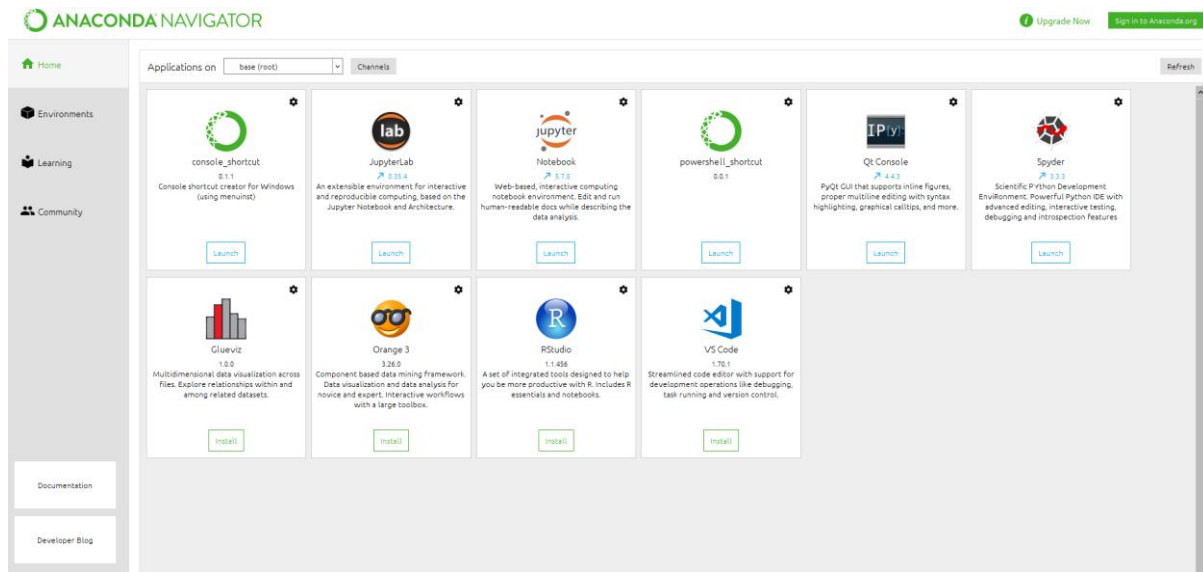 ANACONDA NAVIGATOR
Upgrade Now
Sign in to Anaconda.org
Home
Environments
Learning
Community
Documentation
Developer Blog
Applications on
base (root)
Channels
Refresh
console_shortcut
0.1.1
Console shortcut creator for Windows
(using menuinst)
Launch
lab
JupyterLab
0.35.4
An extensible environment for interactive
and reproducible computing, based on the
Jupyter Notebook and Architecture.
Launch
jupyter
Notebook
5.7.8
Web-based, interactive computing
notebook environment. Edit and run
human-readable docs while describing the
data analysis.
Launch
powershell_shortcut
0.0.1
Launch
IP[y]:
Qt Console
4.4.3
PyQt GUI that supports inline figures,
proper multiline editing with syntax
highlighting, graphical calltips, and more.
Launch
Spyder
3.3.3
Scientific PYthon Development
EnviRonment. Powerful Python IDE with
advanced editing, interactive testing,
debugging and introspection features
Launch
Glueviz
1.0.0
Multidimensional data visualization across
files. Explore relationships within and
among related datasets.
Install
Orange 3
3.26.0
Component based data mining framework.
Data visualization and data analysis for
novice and expert. Interactive workflows
with a large toolbox.
Install
R
RStudio
1.1.456
A set of integrated tools designed to help
you be more productive with R. Includes R
essentials and notebooks.
Install
VS Code
1.70.1
Streamlined code editor with support for
development operations like debugging,
task running and version control.
Install